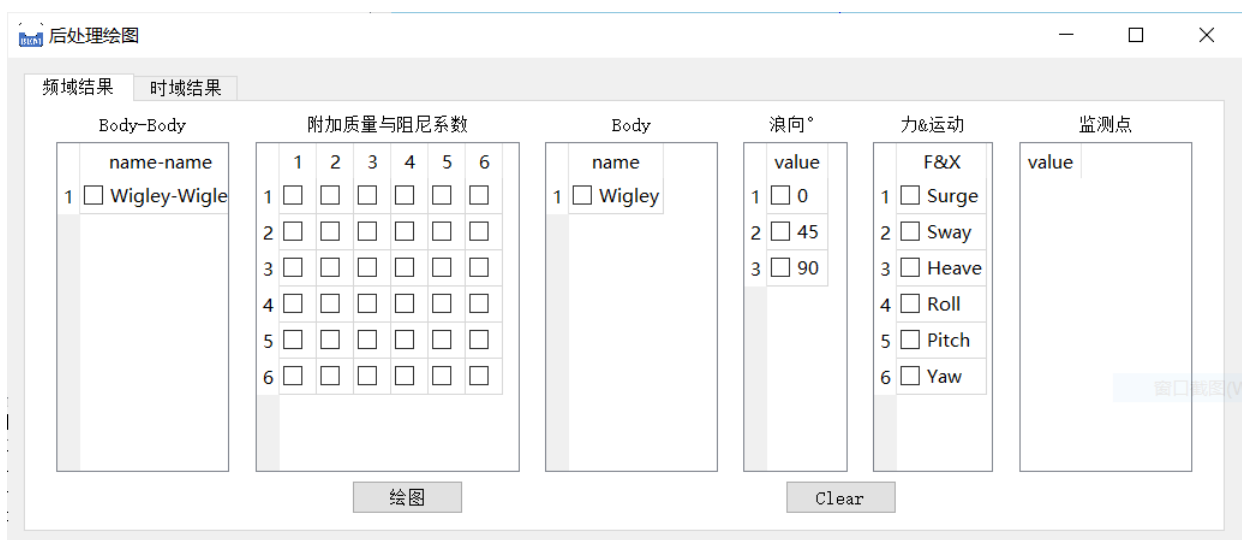 后处理绘图
频域结果 时域结果
Body-Body 附加质量与阻尼系数 Body 浪向° 力&运动 监测点
name-name 1 2 3 4 5 6 name value F&X value
1 Wigley-Wigle 1 1 Wigley 1 0 1 Surge
2 2 45 2 Sway
3 3 90 3 Heave
4 4 Roll
5 5 Pitch
6 6 Yaw
窗口截图(V
绘图 Clear